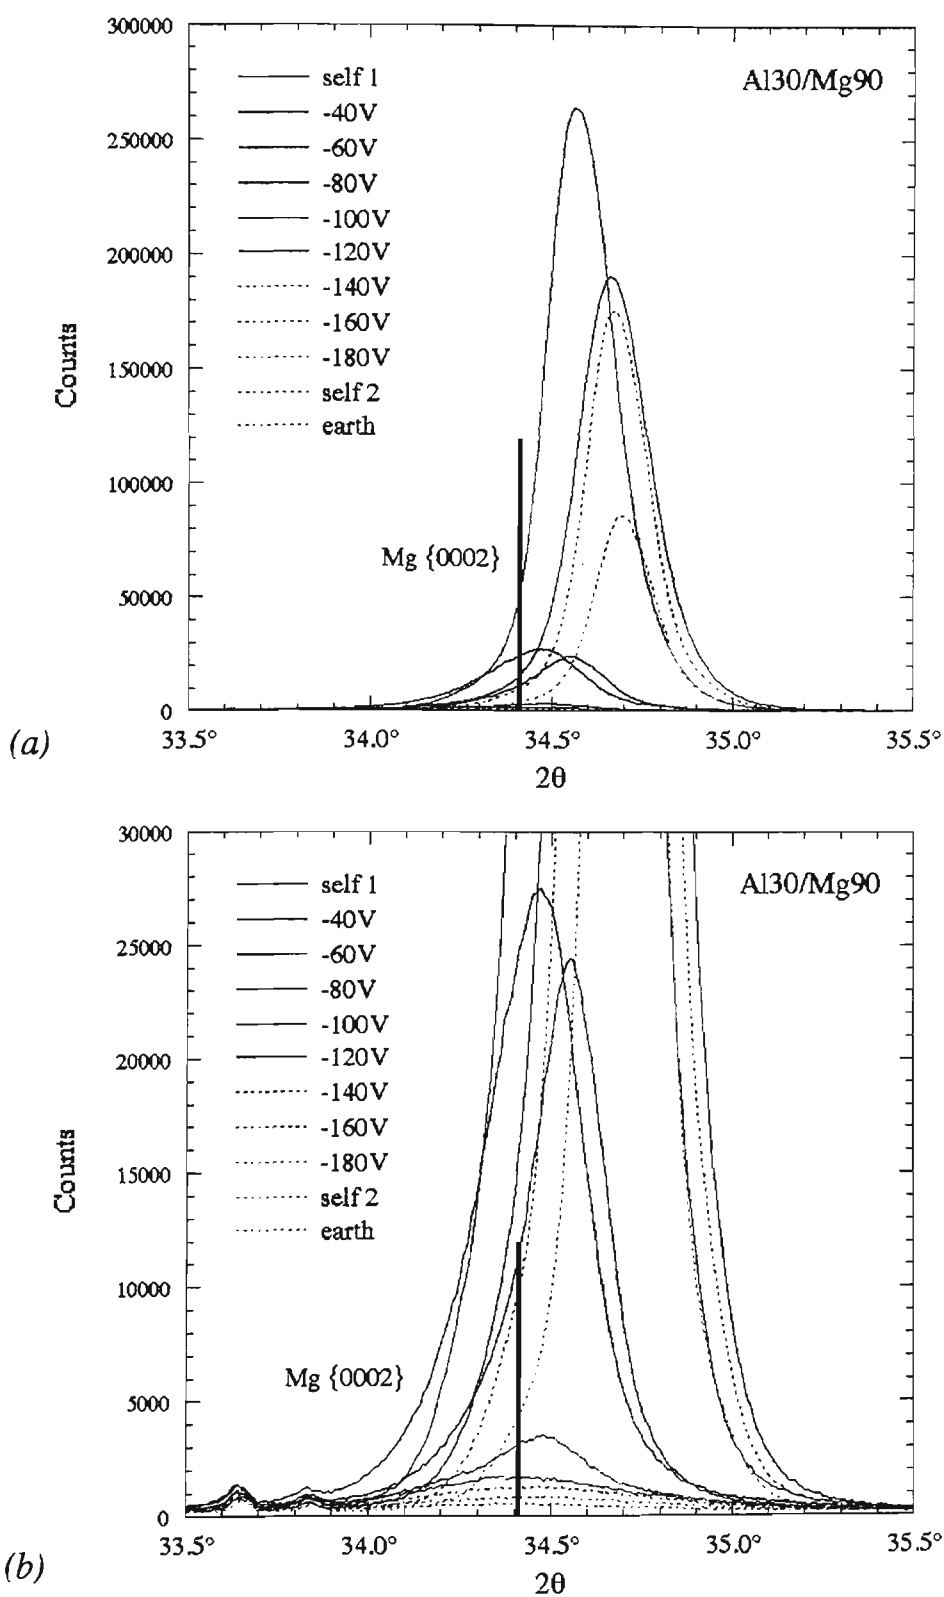 300000
250000
200000
150000
100000
50000
0
Counts
self 1
-40V
-60V
-80V
-100V
-120V
-140V
-160V
-180V
self 2
earth
Al30/Mg90
Mg {0002}
33.5°
34.0°
34.5°
35.0°
35.5°
2θ
(a)
30000
25000
20000
15000
10000
5000
0
Counts
self 1
-40V
-60V
-80V
-100V
-120V
-140V
-160V
-180V
self 2
earth
Al30/Mg90
Mg {0002}
33.5°
34.0°
34.5°
35.0°
35.5°
2θ
(b)